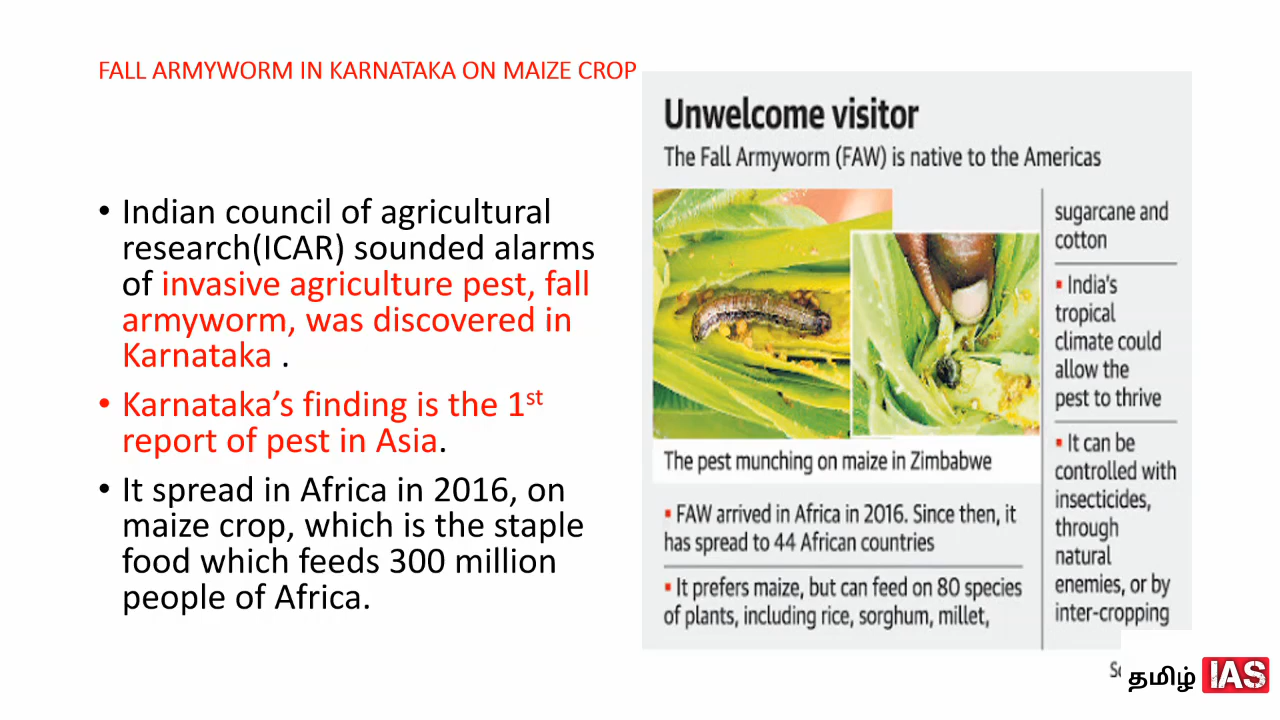 FALL ARMYWORM IN KARNATAKA ON MAIZE CROP
• Indian council of agricultural
research(ICAR) sounded alarms
of invasive agriculture pest, fall
armyworm, was discovered in
Karnataka .
• Karnataka's finding is the 1st
report of pest in Asia.
• It spread in Africa in 2016, on
maize crop, which is the staple
food which feeds 300 million
people of Africa.
Unwelcome visitor
The Fall Armyworm (FAW) is native to the Americas
The pest munching on maize in Zimbabwe
▪ FAW arrived in Africa in 2016. Since then, it
has spread to 44 African countries
▪ It prefers maize, but can feed on 80 species
of plants, including rice, sorghum, millet,
sugarcane and
cotton
▪ India's
tropical
climate could
allow the
pest to thrive
▪ It can be
controlled with
insecticides,
through
natural
enemies, or by
inter-cropping
தமிழ் IAS